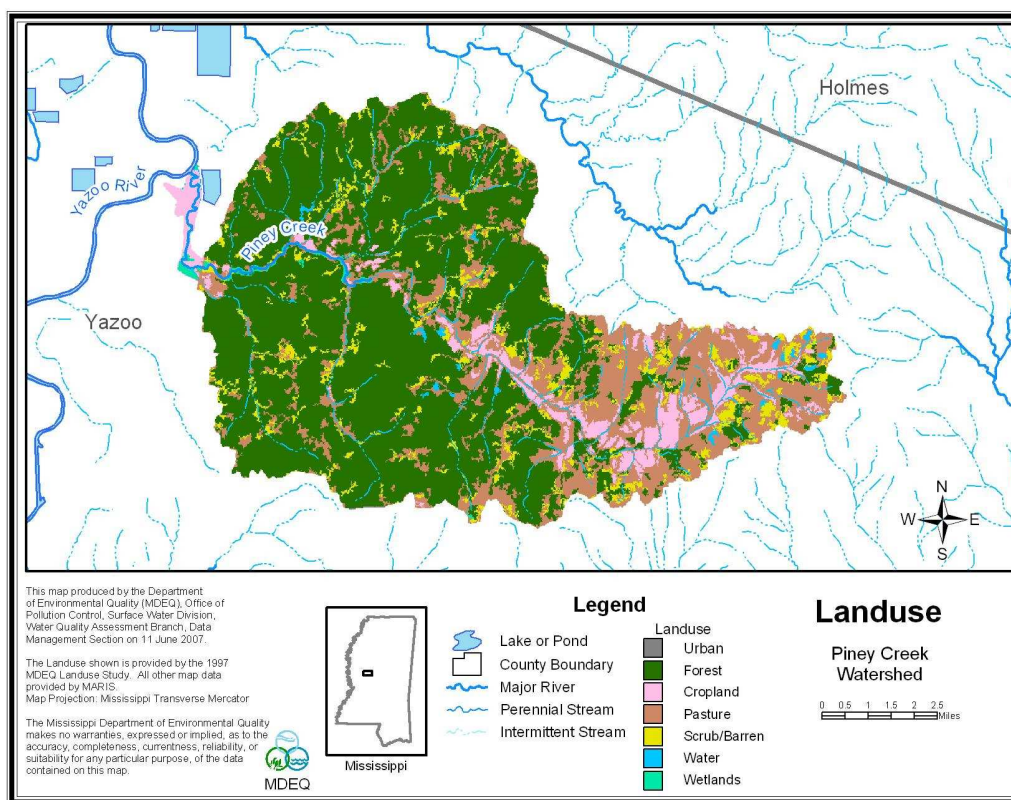 Holmes
Yazoo River
Piney Creek
Yazoo
N
W E
S
This map produced by the Department
of Environmental Quality (MDEQ), Office of
Pollution Control, Surface Water Division,
Water Quality Assessment Branch, Data
Management Section on 11 June 2007.
The Landuse shown is provided by the 1997
MDEQ Landuse Study. All other map data
provided by MARIS.
Map Projection: Mississippi Transverse Mercator
The Mississippi Department of Environmental Quality
makes no warranties, expressed or implied, as to the
accuracy, completeness, currentness, reliability, or
suitability for any particular purpose, of the data
contained on this map.
MDEQ
Mississippi
Legend
Lake or Pond
County Boundary
Major River
Perennial Stream
Intermittent Stream
Landuse
Urban
Forest
Cropland
Pasture
Scrub/Barren
Water
Wetlands
Landuse
Piney Creek
Watershed
0 0.5 1 1.5 2 2.5
Miles